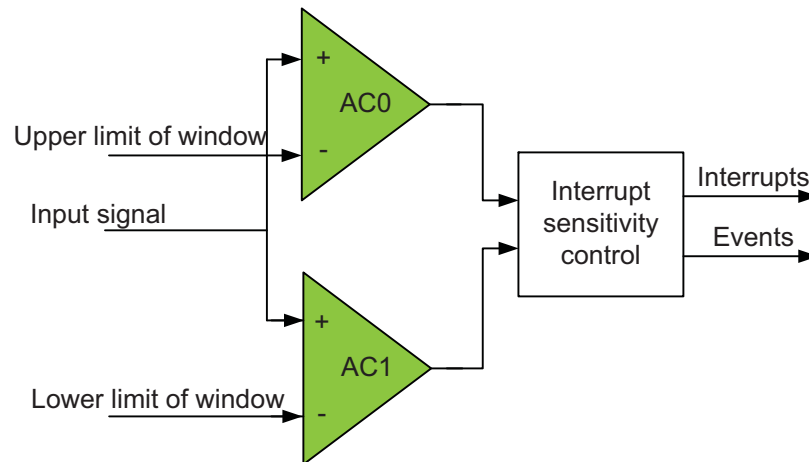 +
AC0
-
Upper limit of window
Input signal
+
AC1
-
Lower limit of window
Interrupt
sensitivity
control
Interrupts
Events